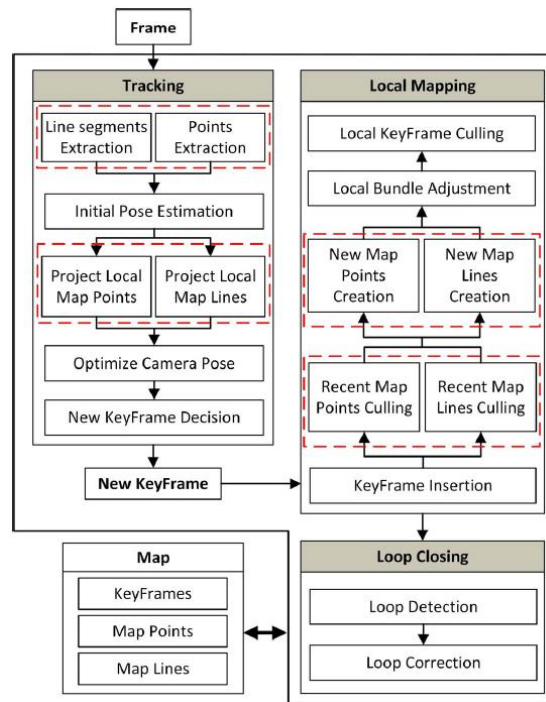 Frame
Tracking
Line segments
Extraction
Points
Extraction
Initial Pose Estimation
Project Local
Map Points
Project Local
Map Lines
Optimize Camera Pose
New KeyFrame Decision
New KeyFrame
Local Mapping
Local KeyFrame Culling
Local Bundle Adjustment
New Map
Points
Creation
New Map
Lines
Creation
Recent Map
Points Culling
Recent Map
Lines Culling
KeyFrame Insertion
Map
KeyFrames
Map Points
Map Lines
Loop Closing
Loop Detection
Loop Correction